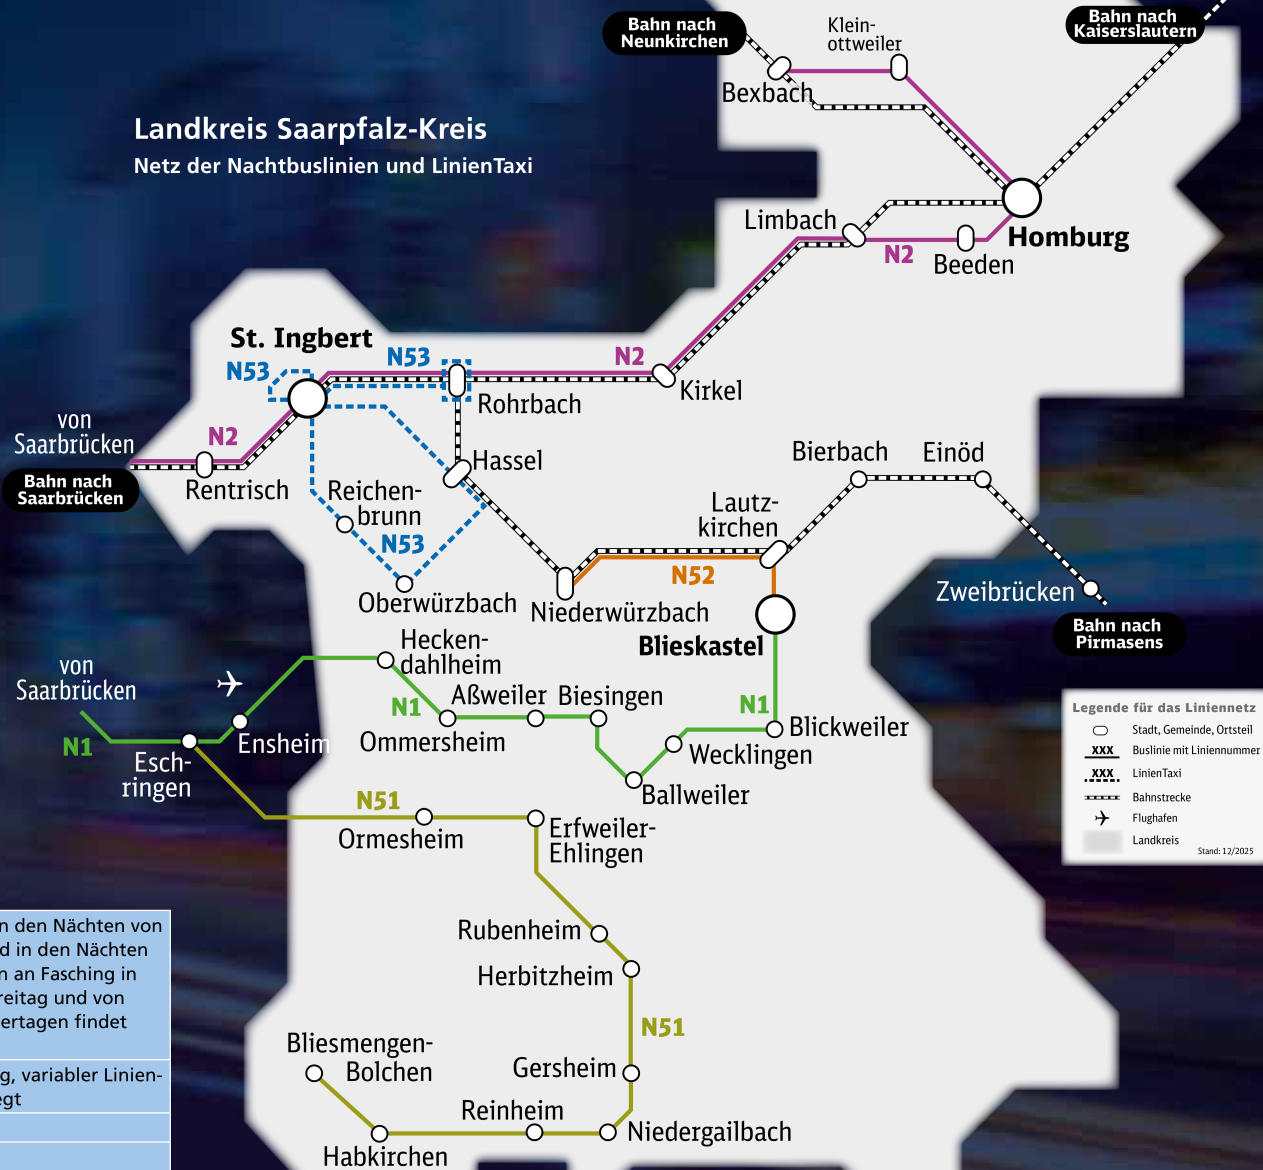 Bahn nach
Neunkirchen
Klein-
ottweiler
Bahn nach
Kaiserslautern
Bexbach
Landkreis Saarpfalz-Kreis
Netz der Nachtbuslinien und LinienTaxi
Limbach
Homburg
N2
Beeden
St. Ingbert
N53
N53
N2
Kirkel
Rohrbach
von
Saarbrücken
N2
Bahn nach
Saarbrücken
Rentrisch
Hassel
Reichen-
brunn
N53
Oberwürzbach
Bierbach
Einöd
Lautz-
kirchen
N52
Niederwürzbach
Zweibrücken
Bahn nach
Pirmasens
Blieskastel
Hecken-
dahlheim
von
Saarbrücken
N1
Aßweiler
Biesingen
N1
Ommersheim
Ensheim
Esch-
ringen
N1
Blickweiler
Wecklingen
Ballweiler
Legende für das Liniennetz
Stadt, Gemeinde, Ortsteil
XXX
Buslinie mit Liniennummer
XXX
LinienTaxi
Bahnstrecke
Flughafen
Landkreis
Stand: 12/2025
N51
Ormesheim
Erfweiler-
Ehlingen
Rubenheim
Herbitzheim
N51
Gersheim
Bliesmengen-
Bolchen
Reinheim
Niedergailbach
Habkirchen
n den Nächten von
d in den Nächten
n an Fasching in
reitag und von
ertagen findet
g, variabler Linien-
egt